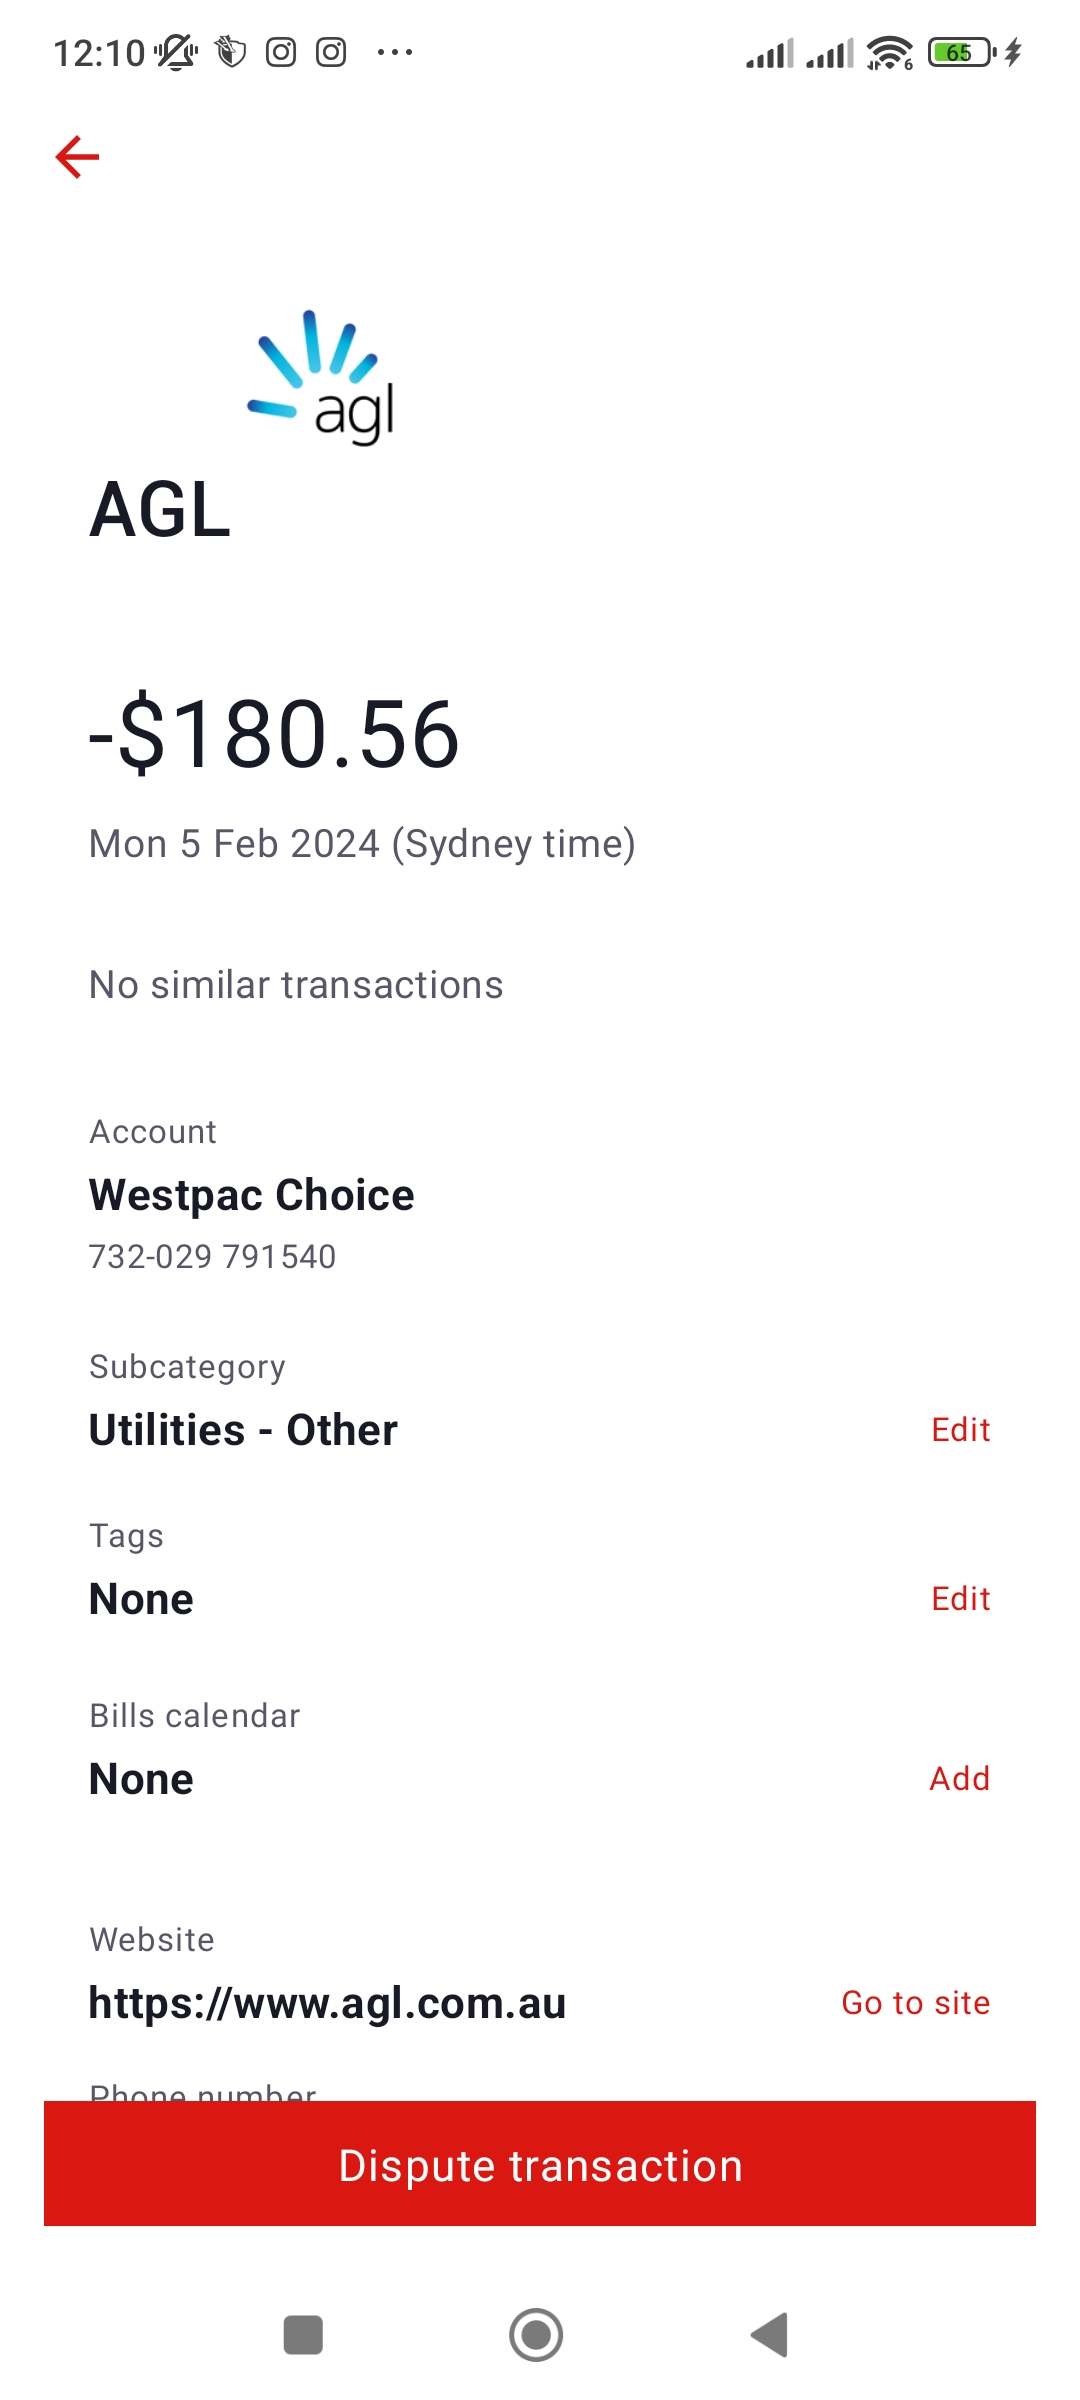 12:10
6
65
agl
AGL
-$180.56
Mon 5 Feb 2024 (Sydney time)
No similar transactions
Account
Westpac Choice
732-029 791540
Subcategory
Utilities - Other
Edit
Tags
None
Edit
Bills calendar
None
Add
Website
https://www.agl.com.au
Go to site
Phone number
Dispute transaction